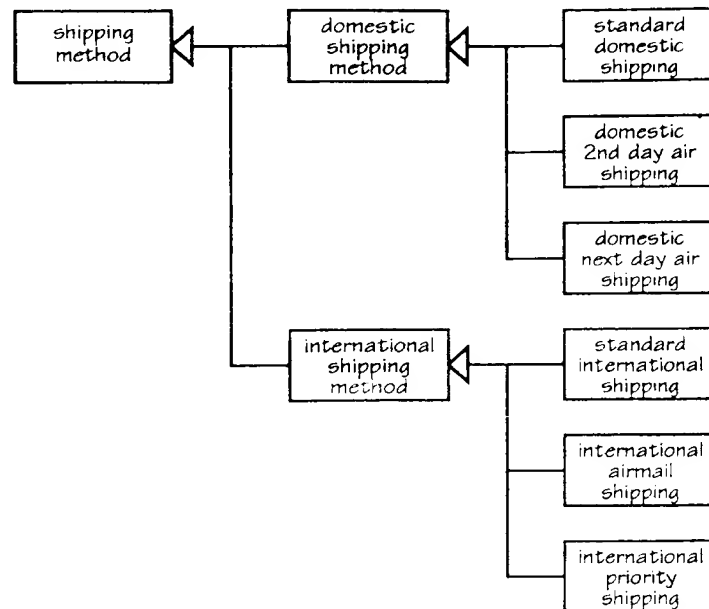 shipping
method
domestic
shipping
method
standard
domestic
shipping
domestic
2nd day air
shipping
domestic
next day air
shipping
international
shipping
method
standard
international
shipping
international
airmail
shipping
international
priority
shipping